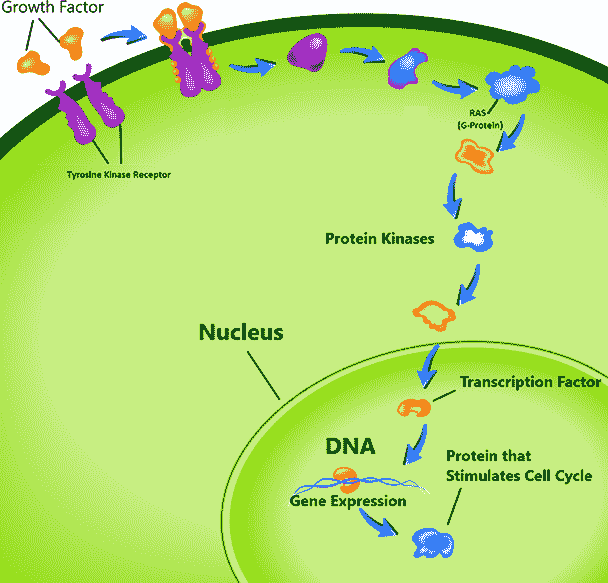 Growth Factor
Tyrosine Kinase Receptor
RAS
(G-Protein)
Protein Kinases
Nucleus
Transcription Factor
DNA
Gene Expression
Protein that
Stimulates Cell Cycle